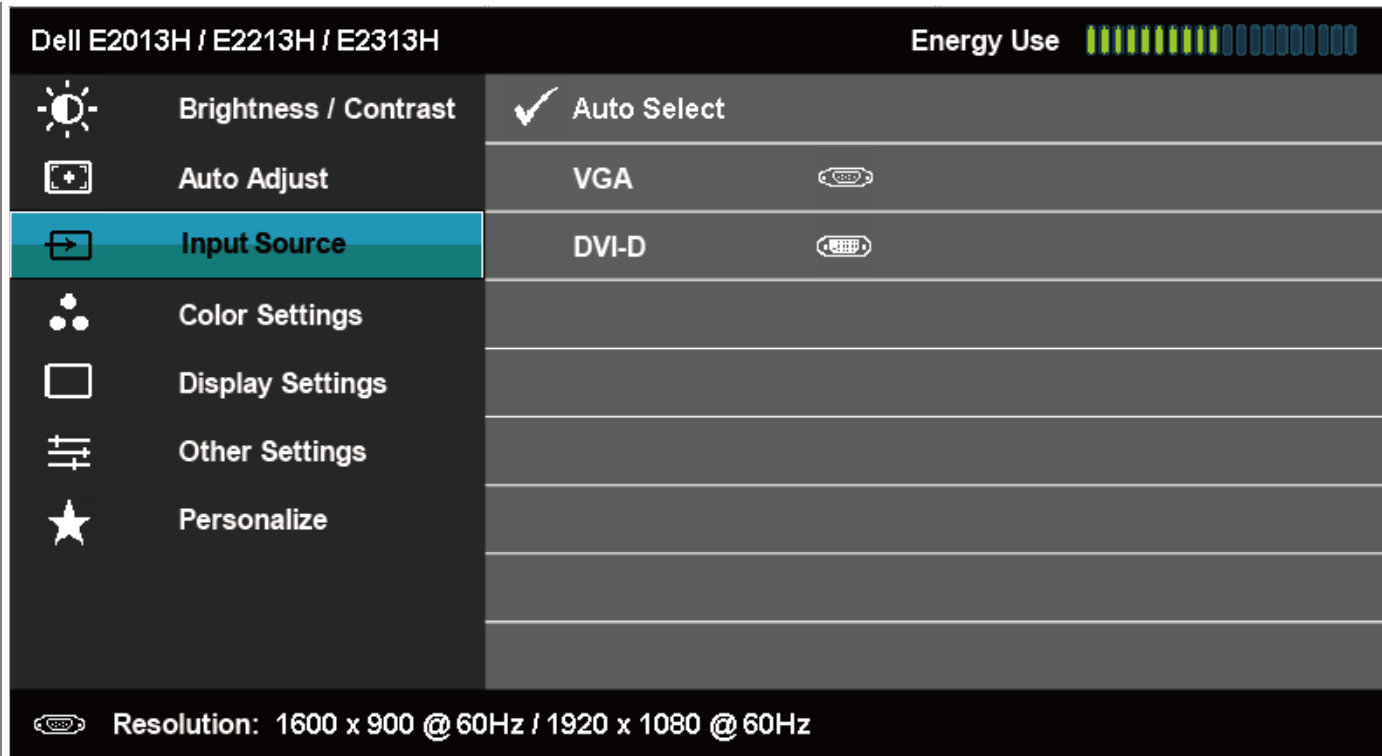 Dell E2013H / E2213H / E2313H Energy Use
Brightness / Contrast Auto Select
Auto Adjust VGA
Input Source DVI-D
Color Settings
Display Settings
Other Settings
Personalize
Resolution: 1600 x 900 @ 60Hz / 1920 x 1080 @ 60Hz